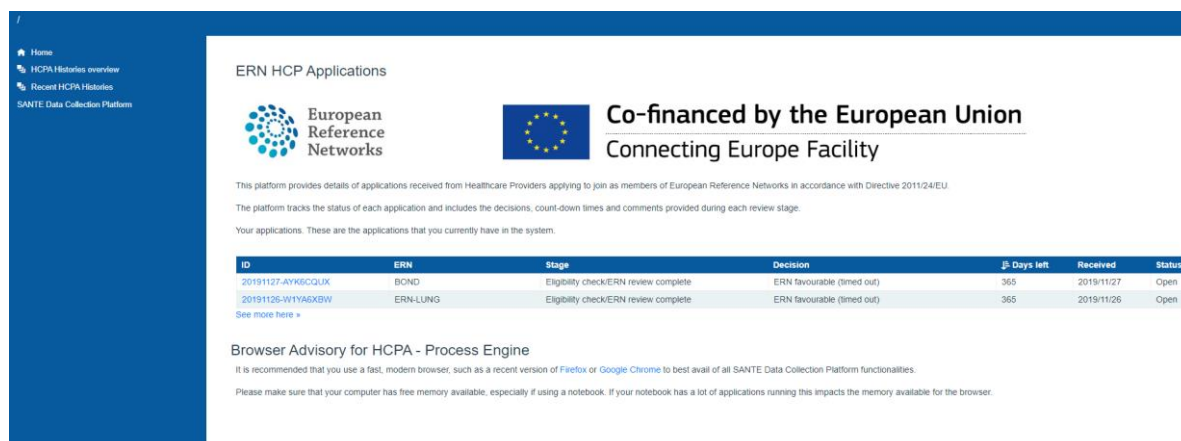 /
Home
HCPA Histories overview
Recent HCPA Histories
SANTE Data Collection Platform
ERN HCP Applications
European
Reference
Networks
Co-financed by the European Union
Connecting Europe Facility
This platform provides details of applications received from Healthcare Providers applying to join as members of European Reference Networks in accordance with Directive 2011/24/EU.
The platform tracks the status of each application and includes the decisions, count-down times and comments provided during each review stage.
Your applications. These are the applications that you currently have in the system.
ID ERN Stage Decision Days left Received Status
20191127-AYK6CQUX BOND Eligibility check/ERN review complete ERN favourable (timed out) 365 2019/11/27 Open
20191126-W1YA6XBW ERN-LUNG Eligibility check/ERN review complete ERN favourable (timed out) 365 2019/11/26 Open
See more here »
Browser Advisory for HCPA - Process Engine
It is recommended that you use a fast, modern browser, such as a recent version of Firefox or Google Chrome to best avail of all SANTE Data Collection Platform functionalities.
Please make sure that your computer has free memory available, especially if using a notebook. If your notebook has a lot of applications running this impacts the memory available for the browser.